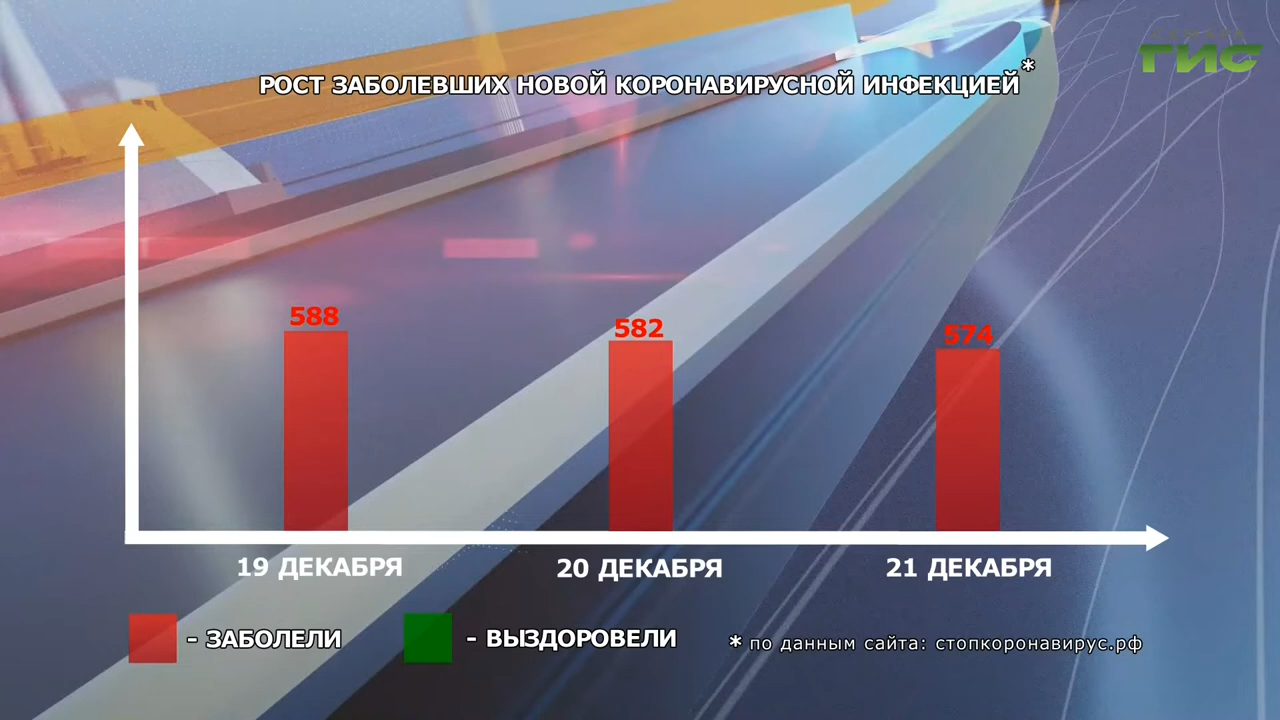 САМАРА
ГИС
РОСТ ЗАБОЛЕВШИХ НОВОЙ КОРОНАВИРУСНОЙ ИНФЕКЦИЕЙ*
588
582
574
19 ДЕКАБРЯ
20 ДЕКАБРЯ
21 ДЕКАБРЯ
- ЗАБОЛЕЛИ
- ВЫЗДОРОВЕЛИ
* по данным сайта: стопкоронавирус.рф